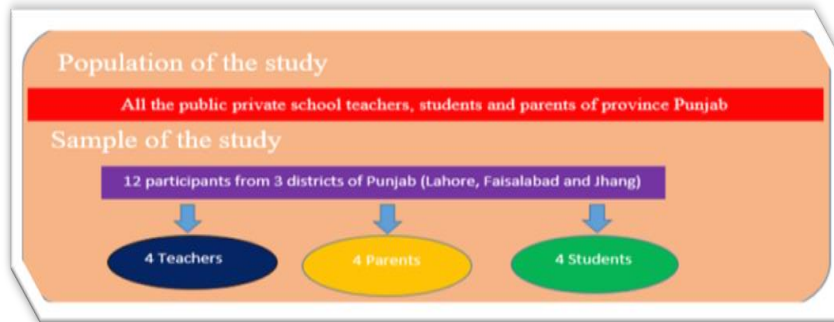 Population of the study
All the public private school teachers, students and parents of province Punjab
Sample of the study
12 participants from 3 districts of Punjab (Lahore, Faisalabad and Jhang)
4 Teachers
4 Parents
4 Students